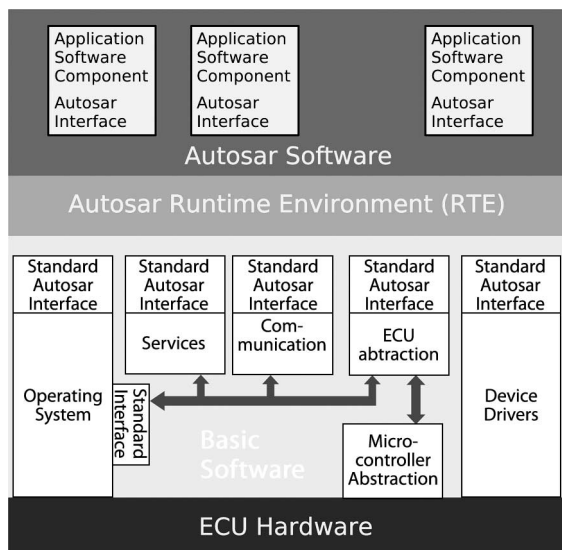 Application
Software
Component
Autosar
Interface
Application
Software
Component
Autosar
Interface
Application
Software
Component
Autosar
Interface
Autosar Software
Autosar Runtime Environment (RTE)
Standard
Autosar
Interface
Standard
Autosar
Interface
Standard
Autosar
Interface
Standard
Autosar
Interface
Standard
Autosar
Interface
Operating
System
Standard
Interface
Services
Com-
munication
ECU
abtraction
Device
Drivers
Basic
Software
Micro-
controller
Abstraction
ECU Hardware